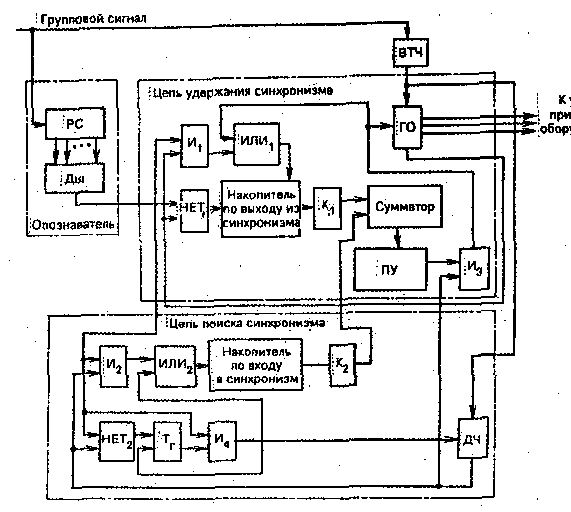 Групповой сигнал
ВТЧ
Цепь удержания синхронизма
К
при
обору
РС
И1
ИЛИ1
ГО
Дш
НЕТ1
Накопитель
по выходу из
синхронизма
К1
Сумматор
Опознаватель
ПУ
И3
Цепь поиска синхронизма
И2
ИЛИ2
Накопитель
по входу
в синхронизм
К2
НЕТ2
Тг
И4
ДЧ